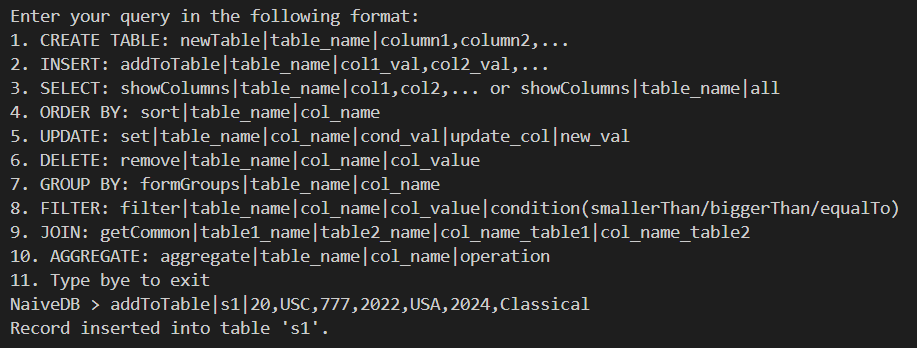 Enter your query in the following format:
1. CREATE TABLE: newTable|table_name|column1,column2,...
2. INSERT: addToTable|table_name|col1_val,col2_val,...
3. SELECT: showColumns|table_name|col1,col2,... or showColumns|table_name|all
4. ORDER BY: sort|table_name|col_name
5. UPDATE: set|table_name|col_name|cond_val|update_col|new_val
6. DELETE: remove|table_name|col_name|col_value
7. GROUP BY: formGroups|table_name|col_name
8. FILTER: filter|table_name|col_name|col_value|condition(smallerThan/biggerThan/equalTo)
9. JOIN: getCommon|table1_name|table2_name|col_name_table1|col_name_table2
10. AGGREGATE: aggregate|table_name|col_name|operation
11. Type bye to exit
NaiveDB > addToTable|s1|20,USC,777,2022,USA,2024,Classical
Record inserted into table 's1'.